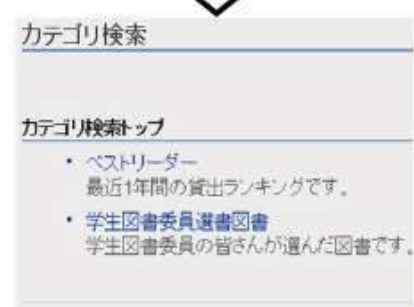 カテゴリ検索
カテゴリ検索トップ
・ベストリーダー
最近1年間の貸出ランキングです。
・学生図書委員選書図書
学生図書委員の皆さんが選んだ図書です。